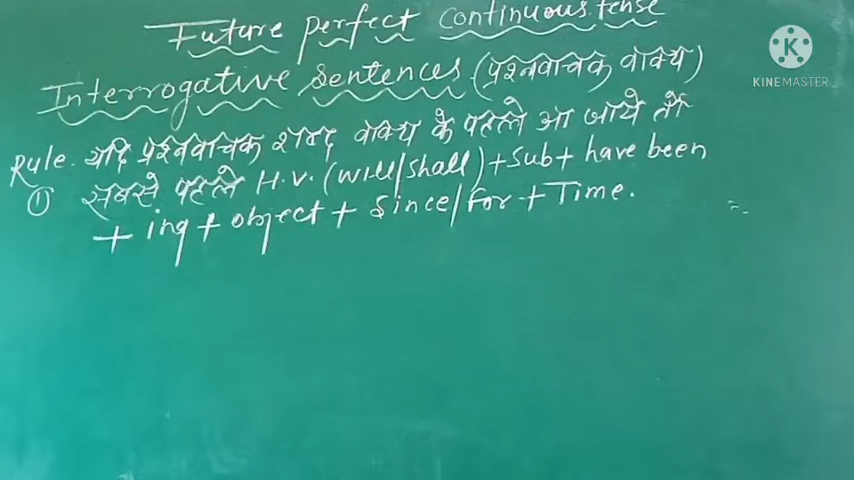 Future perfect continuous tense
Interrogative sentences (प्रश्नवाचक वाक्य)
Rule. यदि प्रश्नवाचक शब्द वाक्य के पहले आ जाये तो
① सबसे पहले H.V. (will/shall) + Sub + have been
+ ing + object + since/for + Time.
K
KINEMASTER